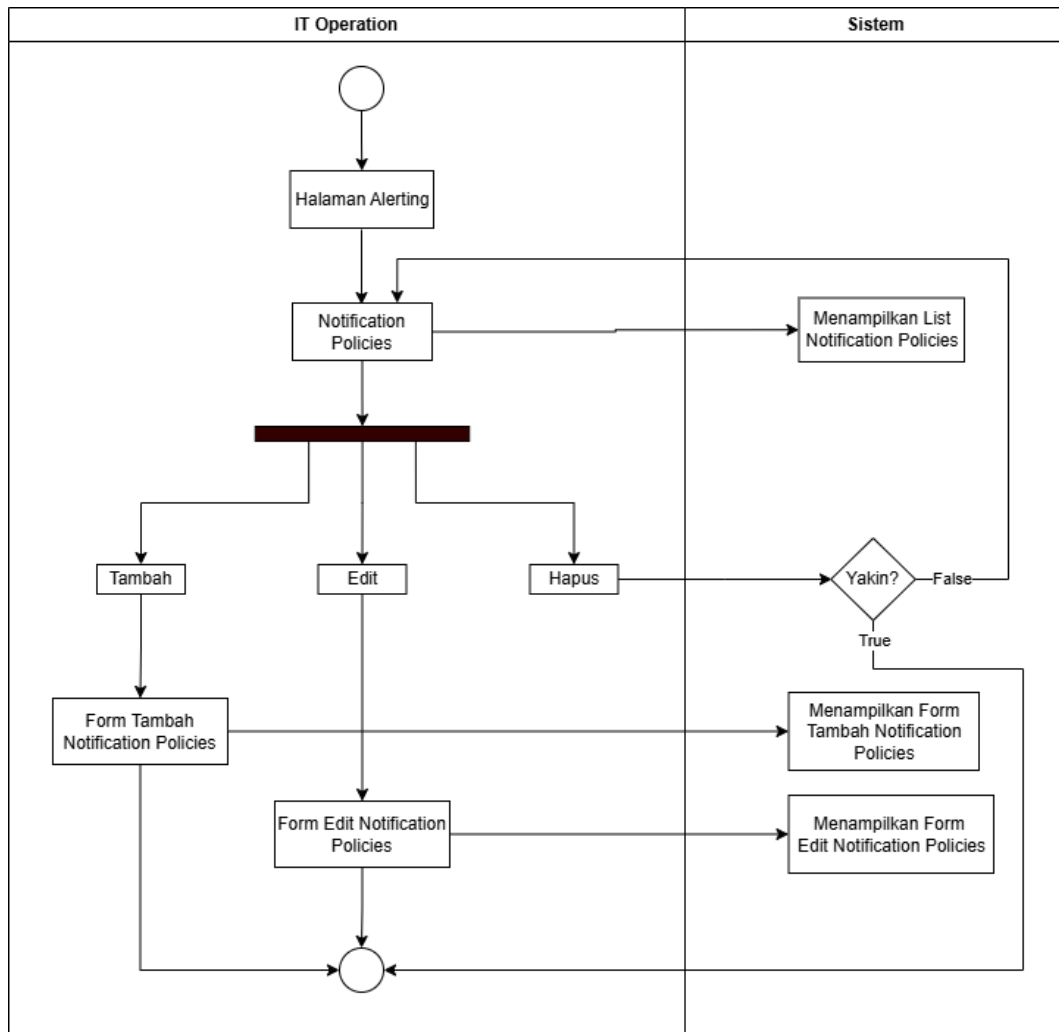 IT Operation
Sistem
Halaman Alerting
Notification
Policies
Menampilkan List
Notification Policies
Tambah
Edit
Hapus
Yakin?
False
True
Form Tambah
Notification Policies
Menampilkan Form
Tambah Notification
Policies
Form Edit Notification
Policies
Menampilkan Form
Edit Notification Policies